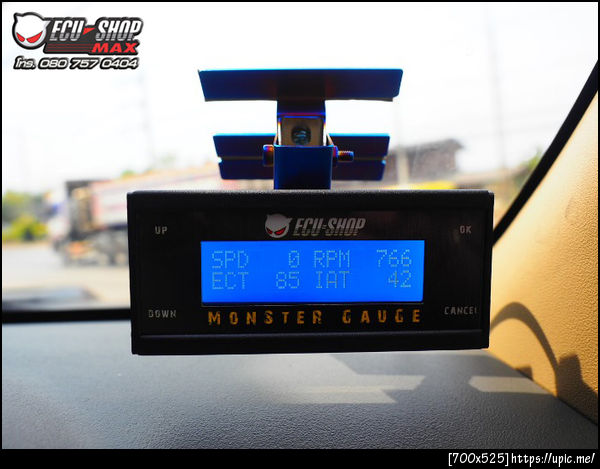 ECU-SHOP
MAX
โทร. 080 757 0404
ECU-SHOP
UP
OK
SPD 0 RPM 766
ECT 85 IAT 42
DOWN
CANCEL
MONSTER GAUGE
[700x525]https://upic.me/